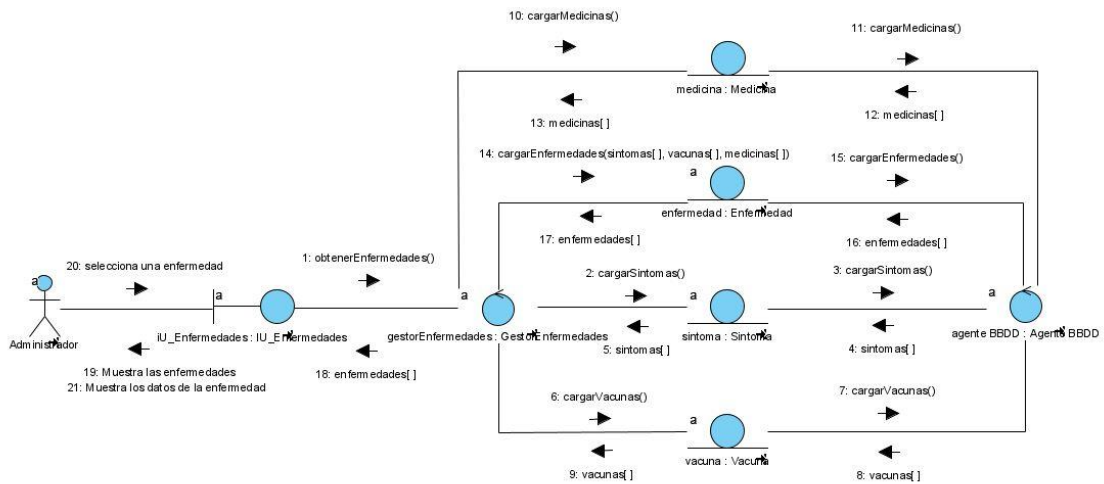 10: cargarMedicinas()
11: cargarMedicinas()
medicina : Medicina
13: medicinas[ ]
12: medicinas[ ]
14: cargarEnfermedades(sintomas[ ], vacunas[ ], medicinas[ ])
15: cargarEnfermedades()
a
enfermedad : Enfermedad
17: enfermedades[ ]
16: enfermedades[ ]
20: selecciona una enfermedad
1: obtenerEnfermedades()
2: cargarSintomas()
3: cargarSintomas()
a
a
a
a
a
Administrador
iU_Enfermedades : IU_Enfermedades
gestorEnfermedades : GestorEnfermedades
sintoma : Sintoma
agente BBDD : Agente BBDD
19: Muestra las enfermedades
21: Muestra los datos de la enfermedad
18: enfermedades[ ]
5: sintomas[ ]
4: sintomas[ ]
6: cargarVacunas()
7: cargarVacunas()
a
vacuna : Vacuna
9: vacunas[ ]
8: vacunas[ ]